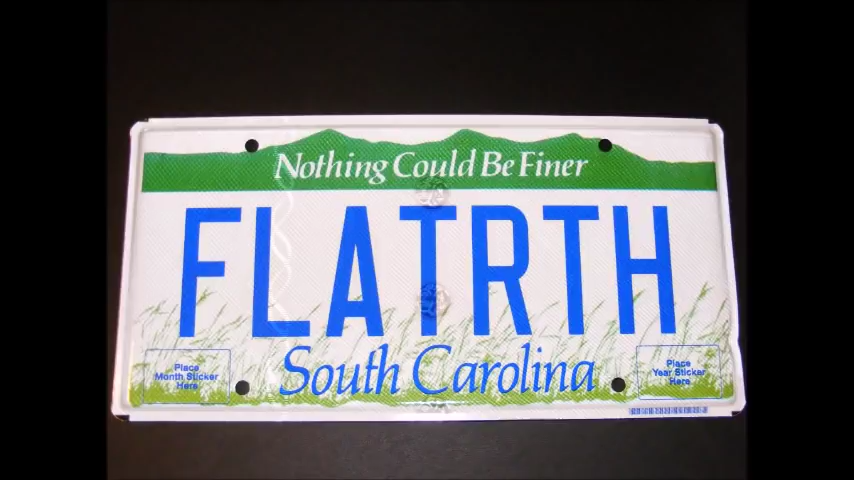 Nothing Could Be Finer
FLATRTH
South Carolina
Place
Month Sticker
Here
Place
Year Sticker
Here